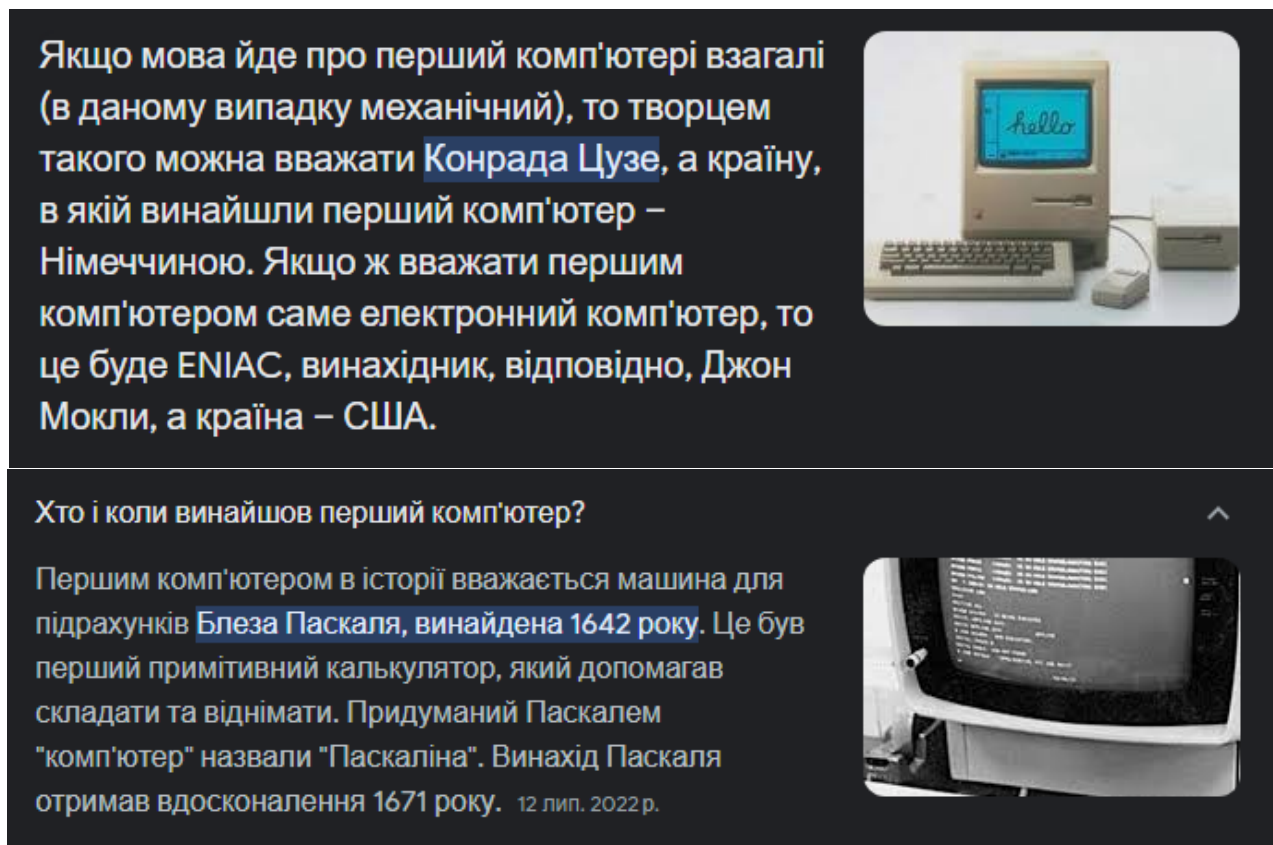 Якщо мова йде про перший комп'ютері взагалі
(в даному випадку механічний), то творцем
такого можна вважати Конрада Цузе, а країну,
в якій винайшли перший комп'ютер –
Німеччиною. Якщо ж вважати першим
комп'ютером саме електронний комп'ютер, то
це буде ENIAC, винахідник, відповідно, Джон
Мокли, а країна – США.
hello
Хто і коли винайшов перший комп'ютер?
Першим комп'ютером в історії вважається машина для
підрахунків Блеза Паскаля, винайдена 1642 року. Це був
перший примітивний калькулятор, який допомагав
складати та віднімати. Придуманий Паскалем
"комп'ютер" назвали "Паскаліна". Винахід Паскаля
отримав вдосконалення 1671 року. 12 лип. 2022 р.